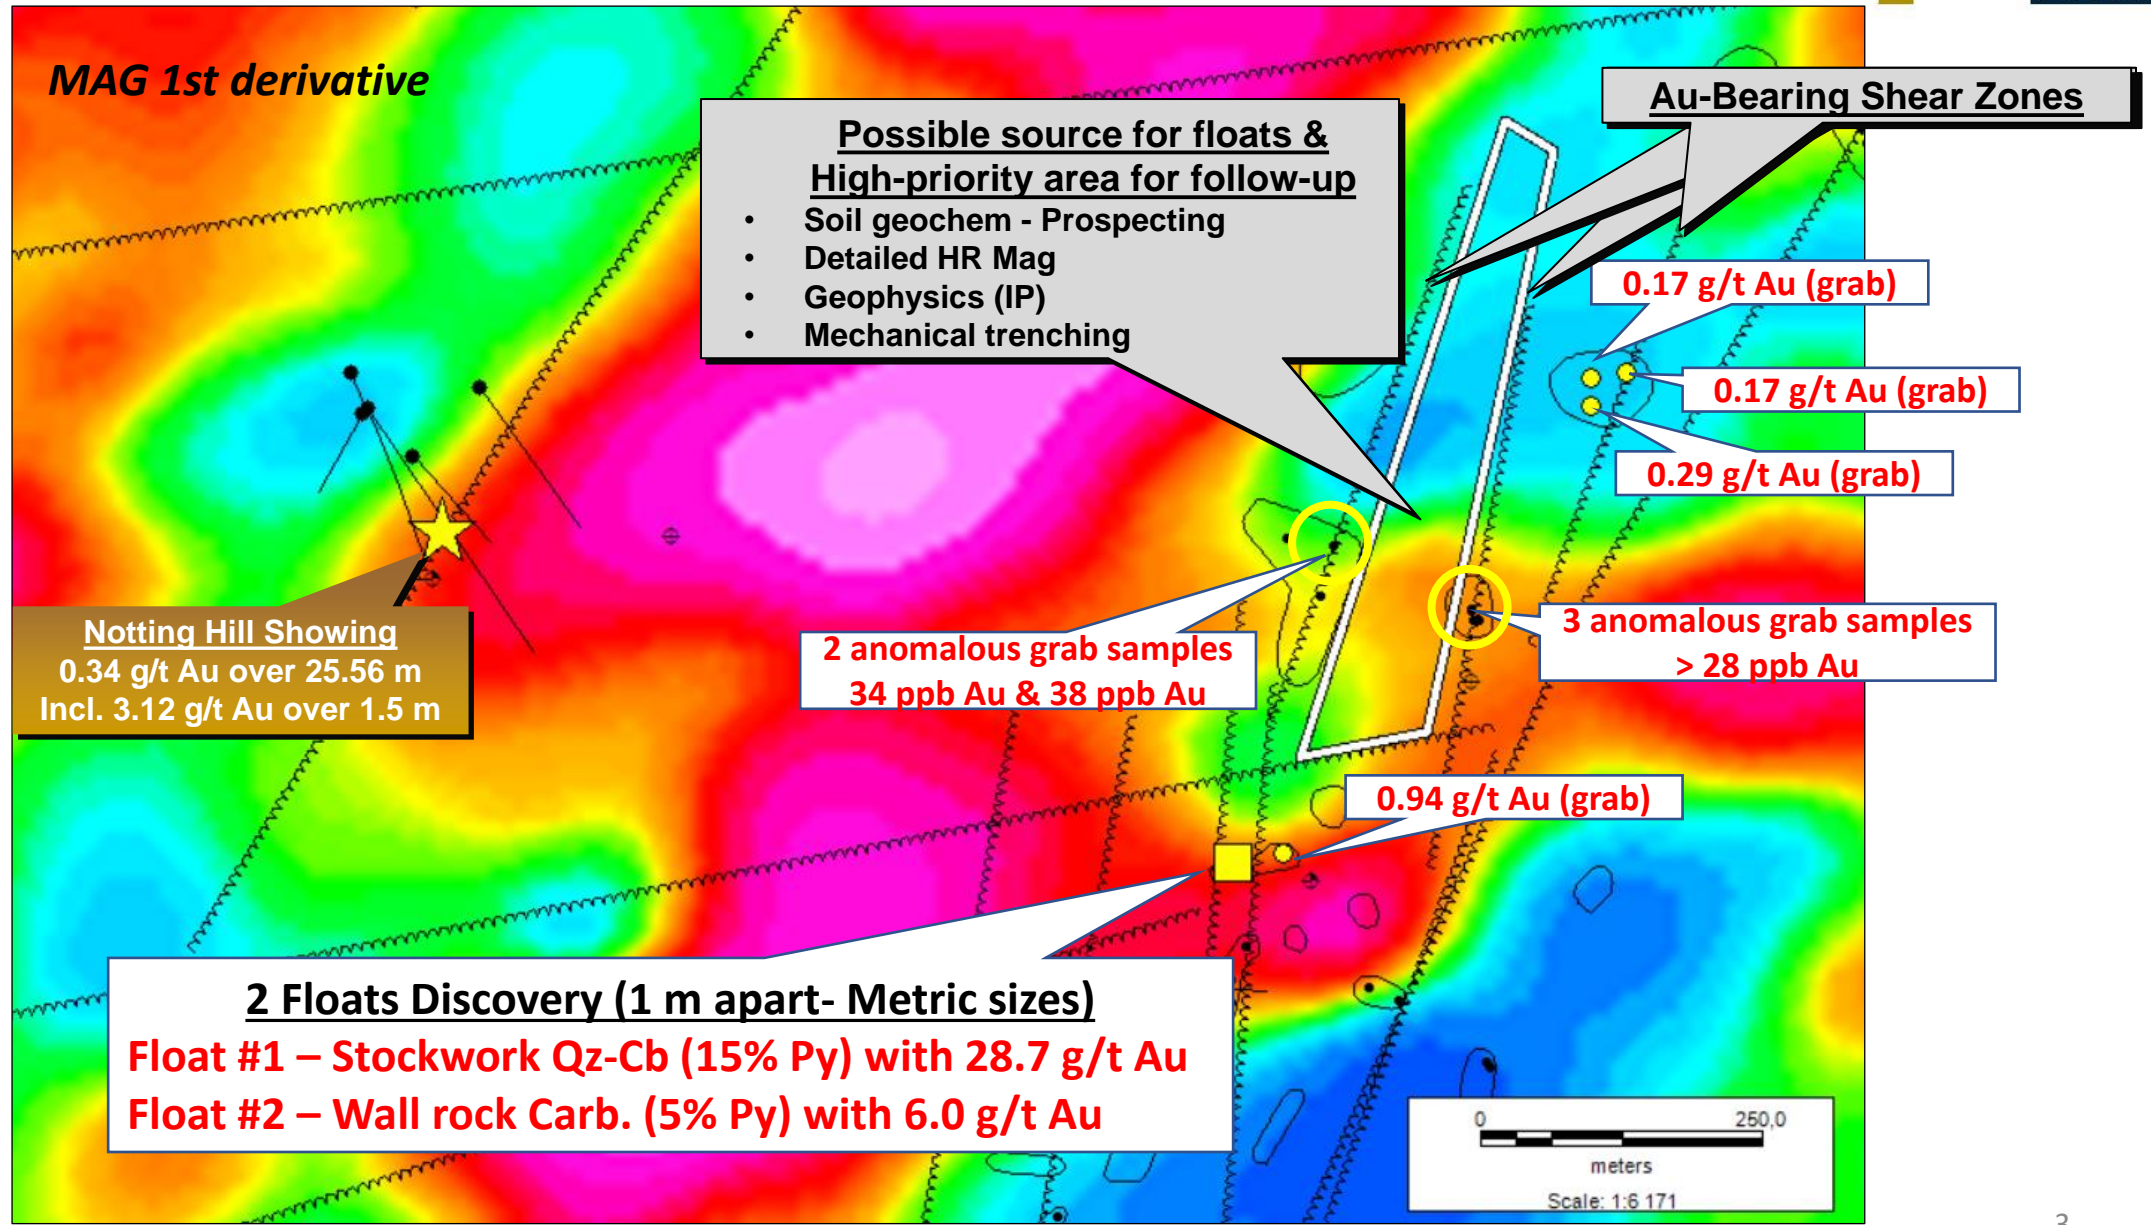 MAG 1st derivative
Possible source for floats &
High-priority area for follow-up
• Soil geochem - Prospecting
• Detailed HR Mag
• Geophysics (IP)
• Mechanical trenching
Au-Bearing Shear Zones
0.17 g/t Au (grab)
0.17 g/t Au (grab)
0.29 g/t Au (grab)
Notting Hill Showing
0.34 g/t Au over 25.56 m
Incl. 3.12 g/t Au over 1.5 m
2 anomalous grab samples
34 ppb Au & 38 ppb Au
3 anomalous grab samples
> 28 ppb Au
0.94 g/t Au (grab)
2 Floats Discovery (1 m apart- Metric sizes)
Float #1 – Stockwork Qz-Cb (15% Py) with 28.7 g/t Au
Float #2 – Wall rock Carb. (5% Py) with 6.0 g/t Au
0 250,0
meters
Scale: 1:6 171
3